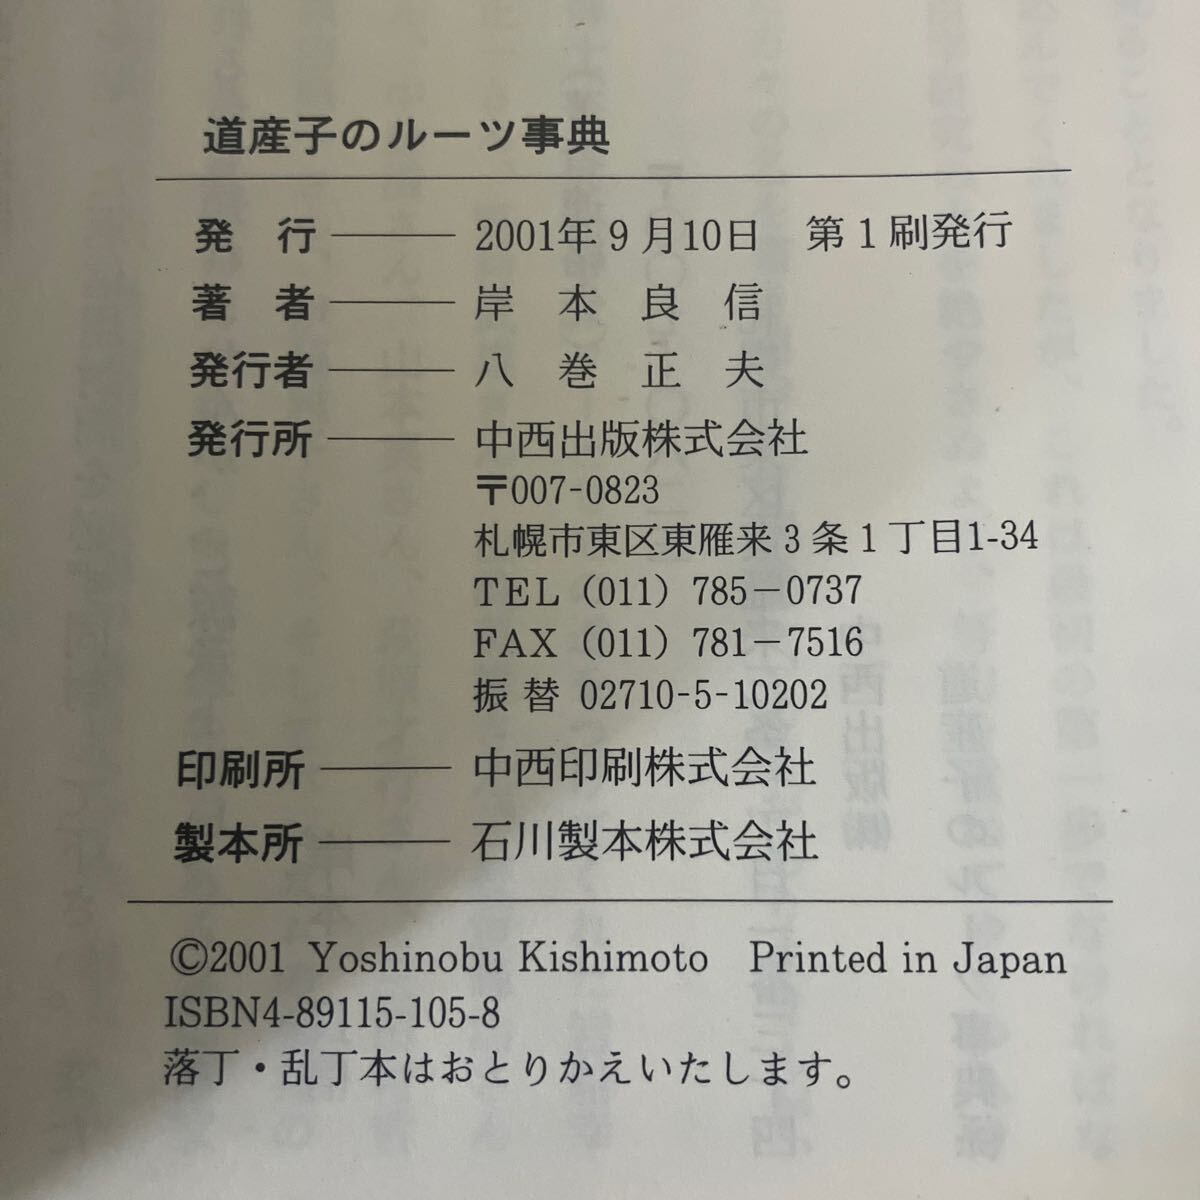 道産子のルーツ事典
発　行――― 2001年9月10日　第1刷発行
著　者――― 岸　本　良　信
発行者――― 八　巻　正　夫
発行所――― 中西出版株式会社
〒007-0823
札幌市東区東雁来3条1丁目1-34
TEL（011）785－0737
FAX（011）781－7516
振替 02710-5-10202
印刷所――― 中西印刷株式会社
製本所――― 石川製本株式会社
©2001 Yoshinobu Kishimoto　Printed in Japan
ISBN4-89115-105-8
落丁・乱丁本はおとりかえいたします。